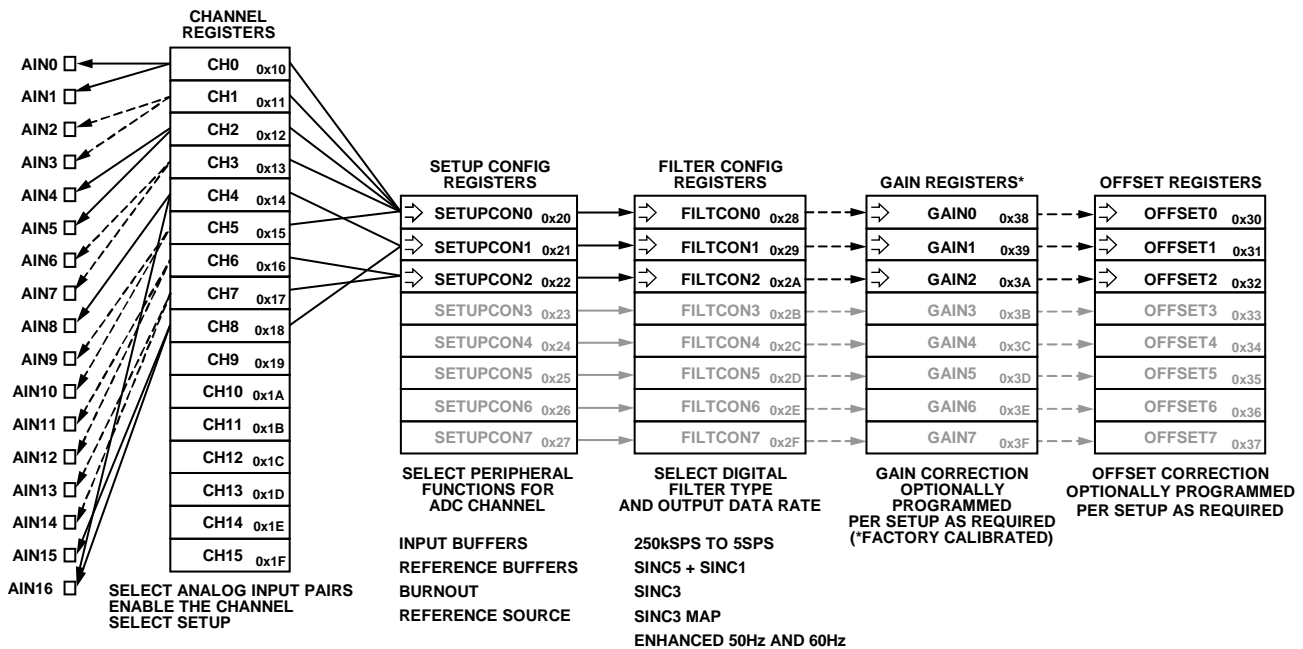 CHANNEL
REGISTERS
AIN0
AIN1
AIN2
AIN3
AIN4
AIN5
AIN6
AIN7
AIN8
AIN9
AIN10
AIN11
AIN12
AIN13
AIN14
AIN15
AIN16
CH0 0x10
CH1 0x11
CH2 0x12
CH3 0x13
CH4 0x14
CH5 0x15
CH6 0x16
CH7 0x17
CH8 0x18
CH9 0x19
CH10 0x1A
CH11 0x1B
CH12 0x1C
CH13 0x1D
CH14 0x1E
CH15 0x1F
SELECT ANALOG INPUT PAIRS
ENABLE THE CHANNEL
SELECT SETUP
SETUP CONFIG
REGISTERS
SETUPCON0 0x20
SETUPCON1 0x21
SETUPCON2 0x22
SETUPCON3 0x23
SETUPCON4 0x24
SETUPCON5 0x25
SETUPCON6 0x26
SETUPCON7 0x27
SELECT PERIPHERAL
FUNCTIONS FOR
ADC CHANNEL
INPUT BUFFERS
REFERENCE BUFFERS
BURNOUT
REFERENCE SOURCE
FILTER CONFIG
REGISTERS
FILTCON0 0x28
FILTCON1 0x29
FILTCON2 0x2A
FILTCON3 0x2B
FILTCON4 0x2C
FILTCON5 0x2D
FILTCON6 0x2E
FILTCON7 0x2F
SELECT DIGITAL
FILTER TYPE
AND OUTPUT DATA RATE
250kSPS TO 5SPS
SINC5 + SINC1
SINC3
SINC3 MAP
ENHANCED 50Hz AND 60Hz
GAIN REGISTERS*
GAIN0 0x38
GAIN1 0x39
GAIN2 0x3A
GAIN3 0x3B
GAIN4 0x3C
GAIN5 0x3D
GAIN6 0x3E
GAIN7 0x3F
GAIN CORRECTION
OPTIONALLY
PROGRAMMED
PER SETUP AS REQUIRED
(*FACTORY CALIBRATED)
OFFSET REGISTERS
OFFSET0 0x30
OFFSET1 0x31
OFFSET2 0x32
OFFSET3 0x33
OFFSET4 0x34
OFFSET5 0x35
OFFSET6 0x36
OFFSET7 0x37
OFFSET CORRECTION
OPTIONALLY PROGRAMMED
PER SETUP AS REQUIRED